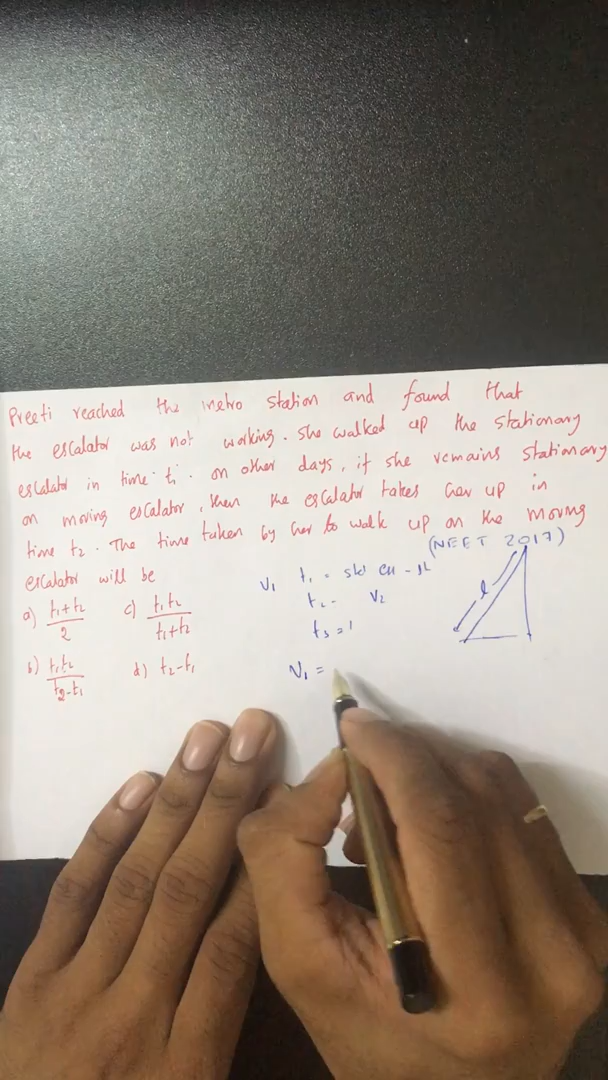 Preeti reached the metro station and found that
the escalator was not working. She walked up the stationary
escalator in time t₁. on other days, if she remains stationary
on moving escalator, then the escalator takes her up in
time t₂. The time taken by her to walk up on the moving
escalator will be
(NEET 2017)
a) t₁+t₂/2 c) t₁t₂/t₁+t₂
b) t₁t₂/t₂-t₁ d) t₂-t₁
V₁ t₁ =
t₂ - V₂
t₃ =
l
V₁ =